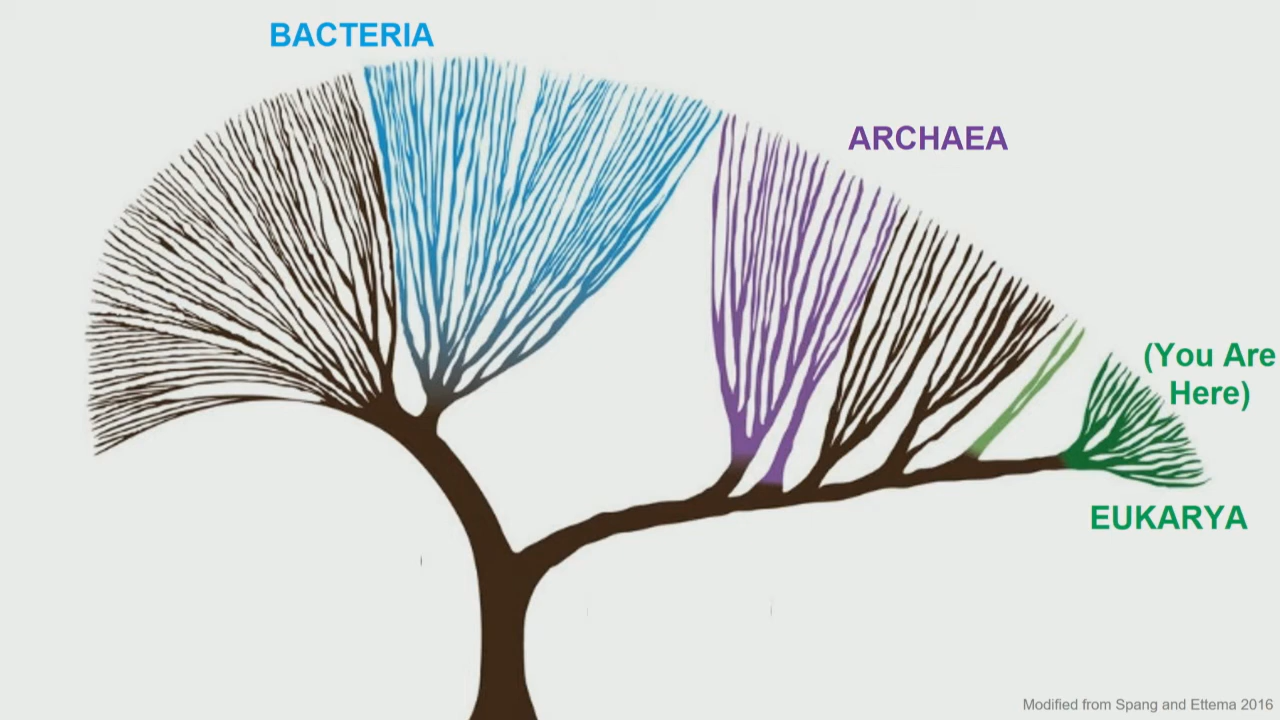 BACTERIA
ARCHAEA
(You Are
Here)
EUKARYA
Modified from Spang and Ettema 2016